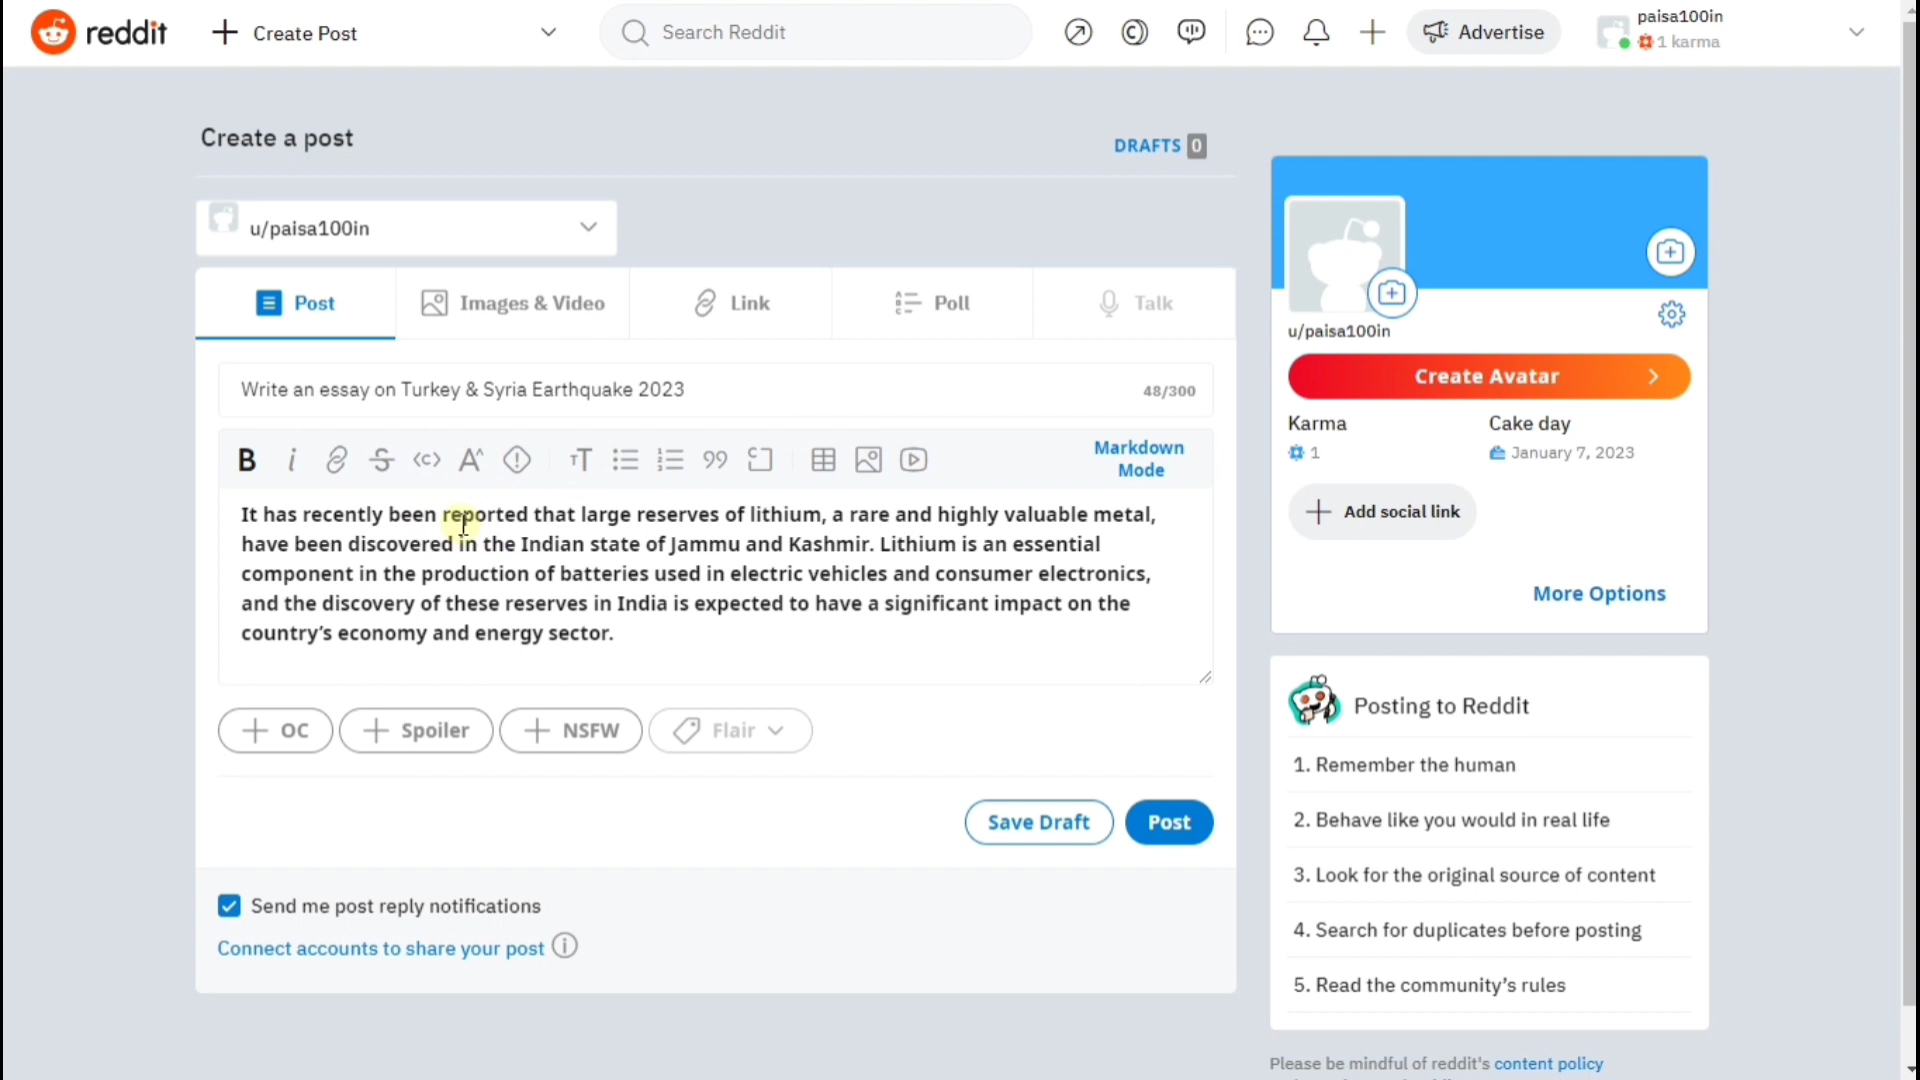 reddit
Create Post
Search Reddit
Advertise
paisa100in
1 karma
Create a post
DRAFTS 0
u/paisa100in
Post
Images & Video
Link
Poll
Talk
Write an essay on Turkey & Syria Earthquake 2023
48/300
Markdown
Mode
It has recently been reported that large reserves of lithium, a rare and highly valuable metal,
have been discovered in the Indian state of Jammu and Kashmir. Lithium is an essential
component in the production of batteries used in electric vehicles and consumer electronics,
and the discovery of these reserves in India is expected to have a significant impact on the
country's economy and energy sector.
OC
Spoiler
NSFW
Flair
Save Draft
Post
Send me post reply notifications
Connect accounts to share your post
u/paisa100in
Create Avatar
Karma
Cake day
1
January 7, 2023
Add social link
More Options
Posting to Reddit
1. Remember the human
2. Behave like you would in real life
3. Look for the original source of content
4. Search for duplicates before posting
5. Read the community's rules
Please be mindful of reddit's content policy